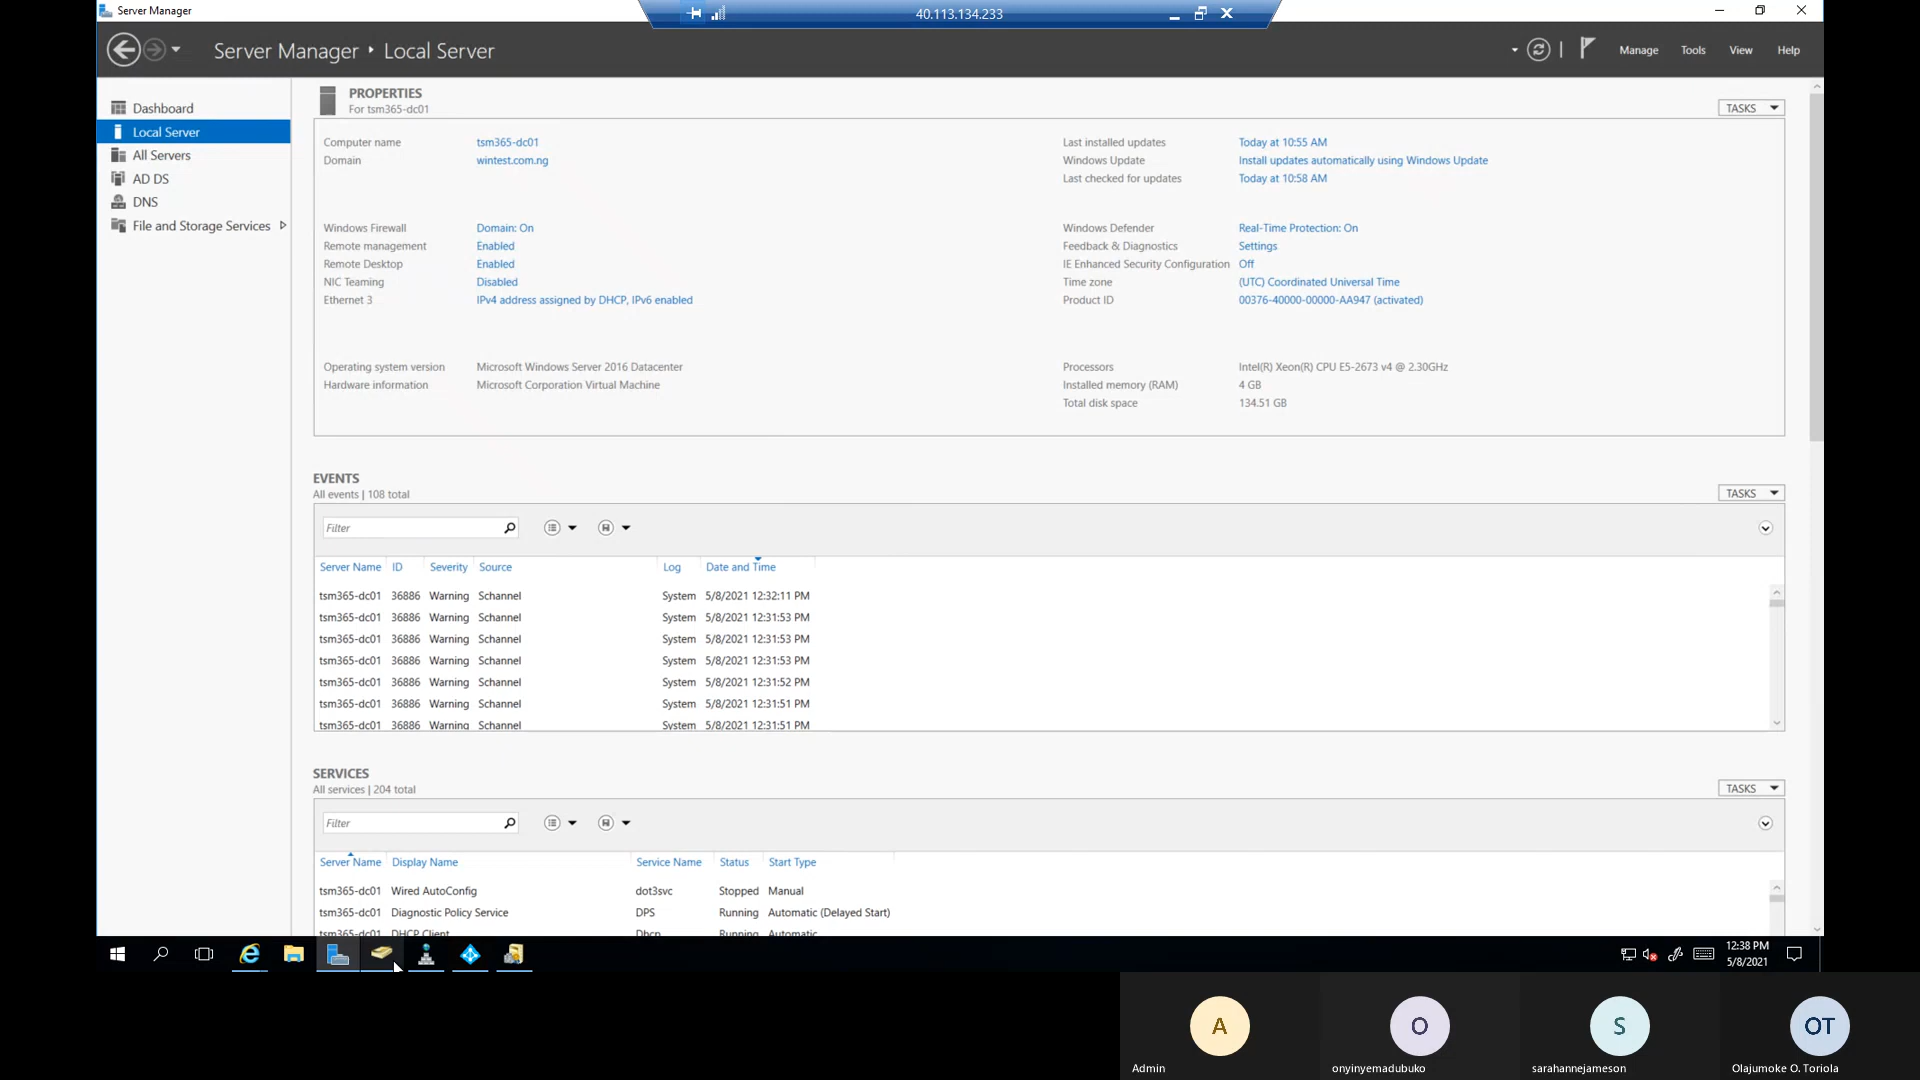 Server Manager
40.113.134.233
Server Manager ‣ Local Server
Manage Tools View Help
Dashboard
Local Server
All Servers
AD DS
DNS
File and Storage Services
PROPERTIES
For tsm365-dc01
TASKS
Computer name tsm365-dc01
Domain wintest.com.ng
Last installed updates Today at 10:55 AM
Windows Update Install updates automatically using Windows Update
Last checked for updates Today at 10:58 AM
Windows Firewall Domain: On
Remote management Enabled
Remote Desktop Enabled
NIC Teaming Disabled
Ethernet 3 IPv4 address assigned by DHCP, IPv6 enabled
Windows Defender Real-Time Protection: On
Feedback & Diagnostics Settings
IE Enhanced Security Configuration Off
Time zone (UTC) Coordinated Universal Time
Product ID 00376-40000-00000-AA947 (activated)
Operating system version Microsoft Windows Server 2016 Datacenter
Hardware information Microsoft Corporation Virtual Machine
Processors Intel(R) Xeon(R) CPU E5-2673 v4 @ 2.30GHz
Installed memory (RAM) 4 GB
Total disk space 134.51 GB
EVENTS
All events | 108 total
TASKS
Filter
Server Name ID Severity Source Log Date and Time
tsm365-dc01 36886 Warning Schannel System 5/8/2021 12:32:11 PM
tsm365-dc01 36886 Warning Schannel System 5/8/2021 12:31:53 PM
tsm365-dc01 36886 Warning Schannel System 5/8/2021 12:31:53 PM
tsm365-dc01 36886 Warning Schannel System 5/8/2021 12:31:53 PM
tsm365-dc01 36886 Warning Schannel System 5/8/2021 12:31:52 PM
tsm365-dc01 36886 Warning Schannel System 5/8/2021 12:31:51 PM
tsm365-dc01 36886 Warning Schannel System 5/8/2021 12:31:51 PM
SERVICES
All services | 204 total
TASKS
Filter
Server Name Display Name Service Name Status Start Type
tsm365-dc01 Wired AutoConfig dot3svc Stopped Manual
tsm365-dc01 Diagnostic Policy Service DPS Running Automatic (Delayed Start)
tsm365-dc01 DHCP Client Dhcp Running Automatic
12:38 PM
5/8/2021
A
O
S
OT
Admin
onyinyemadubuko
sarahannejameson
Olajumoke O. Toriola